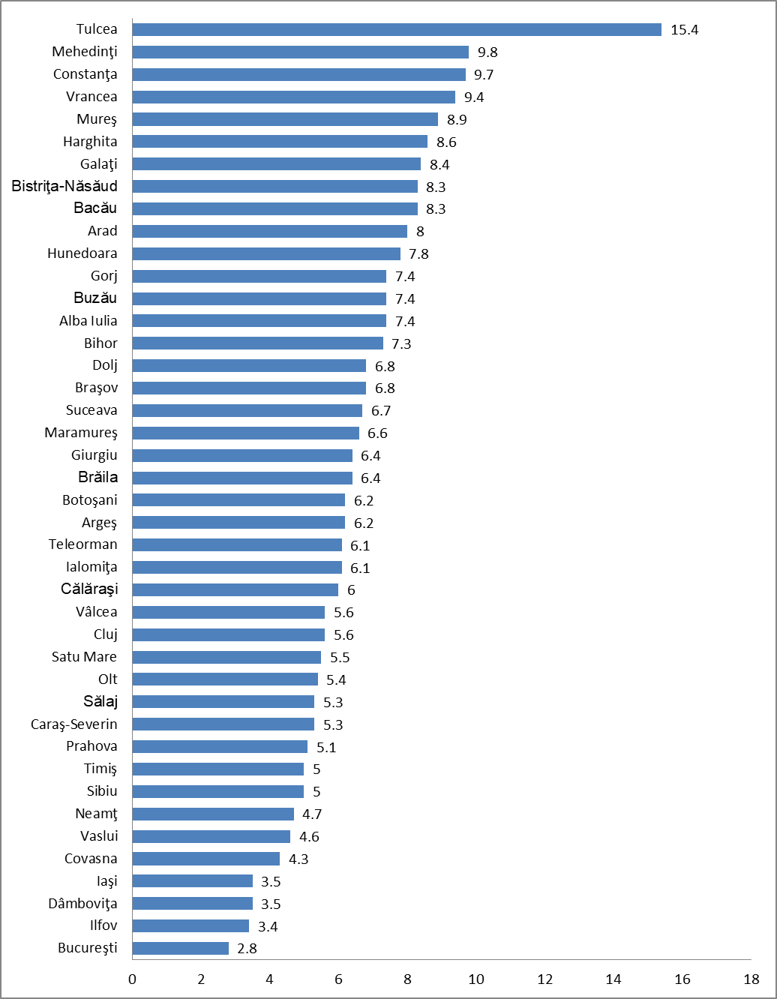 Tulcea 15.4
Mehedinţi 9.8
Constanţa 9.7
Vrancea 9.4
Mureş 8.9
Harghita 8.6
Galaţi 8.4
Bistriţa-Năsăud 8.3
Bacău 8.3
Arad 8
Hunedoara 7.8
Gorj 7.4
Buzău 7.4
Alba Iulia 7.4
Bihor 7.3
Dolj 6.8
Braşov 6.8
Suceava 6.7
Maramureş 6.6
Giurgiu 6.4
Brăila 6.4
Botoşani 6.2
Argeş 6.2
Teleorman 6.1
Ialomiţa 6.1
Călăraşi 6
Vâlcea 5.6
Cluj 5.6
Satu Mare 5.5
Olt 5.4
Sălaj 5.3
Caraş-Severin 5.3
Prahova 5.1
Timiş 5
Sibiu 5
Neamţ 4.7
Vaslui 4.6
Covasna 4.3
Iaşi 3.5
Dâmboviţa 3.5
Ilfov 3.4
Bucureşti 2.8
0 2 4 6 8 10 12 14 16 18